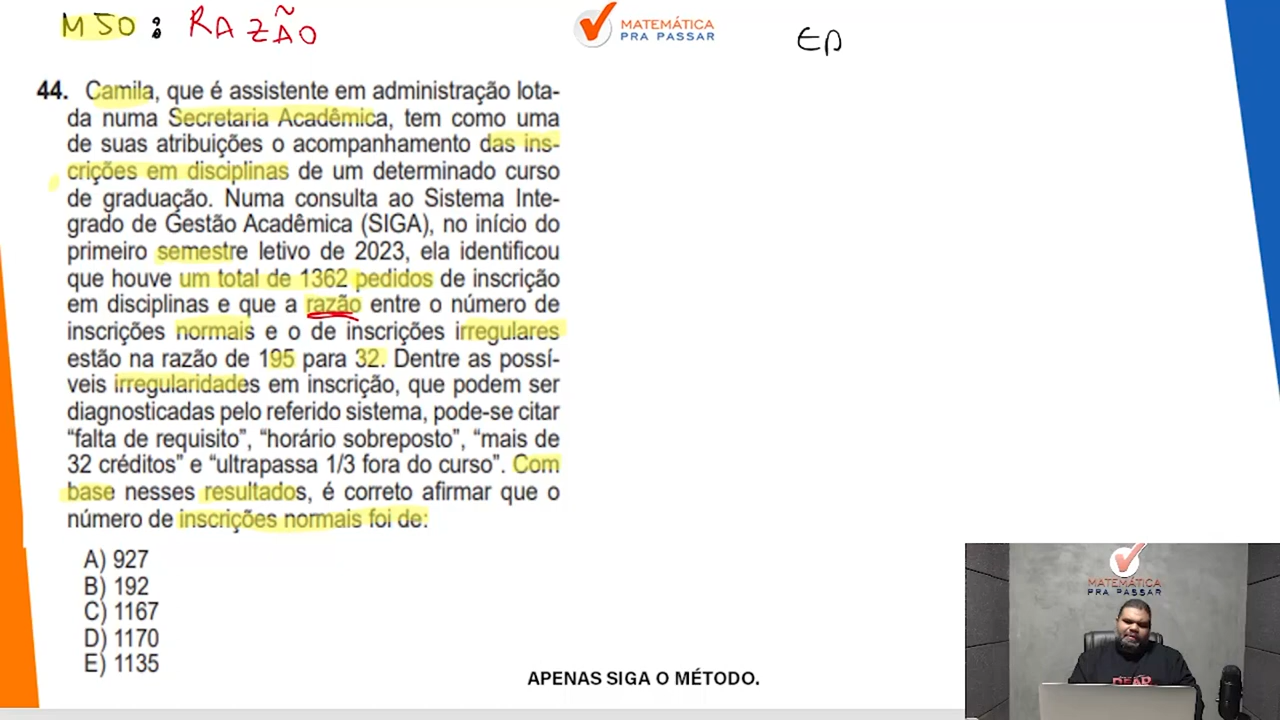 M50 : RAZÃO
MATEMÁTICA
PRA PASSAR
EP
44. Camila, que é assistente em administração lota-
da numa Secretaria Acadêmica, tem como uma
de suas atribuições o acompanhamento das ins-
crições em disciplinas de um determinado curso
de graduação. Numa consulta ao Sistema Inte-
grado de Gestão Acadêmica (SIGA), no início do
primeiro semestre letivo de 2023, ela identificou
que houve um total de 1362 pedidos de inscrição
em disciplinas e que a razão entre o número de
inscrições normais e o de inscrições irregulares
estão na razão de 195 para 32. Dentre as possí-
veis irregularidades em inscrição, que podem ser
diagnosticadas pelo referido sistema, pode-se citar
“falta de requisito”, “horário sobreposto”, “mais de
32 créditos” e “ultrapassa 1/3 fora do curso”. Com
base nesses resultados, é correto afirmar que o
número de inscrições normais foi de:
A) 927
B) 192
C) 1167
D) 1170
E) 1135
APENAS SIGA O MÉTODO.
MATEMÁTICA
PRA PASSAR